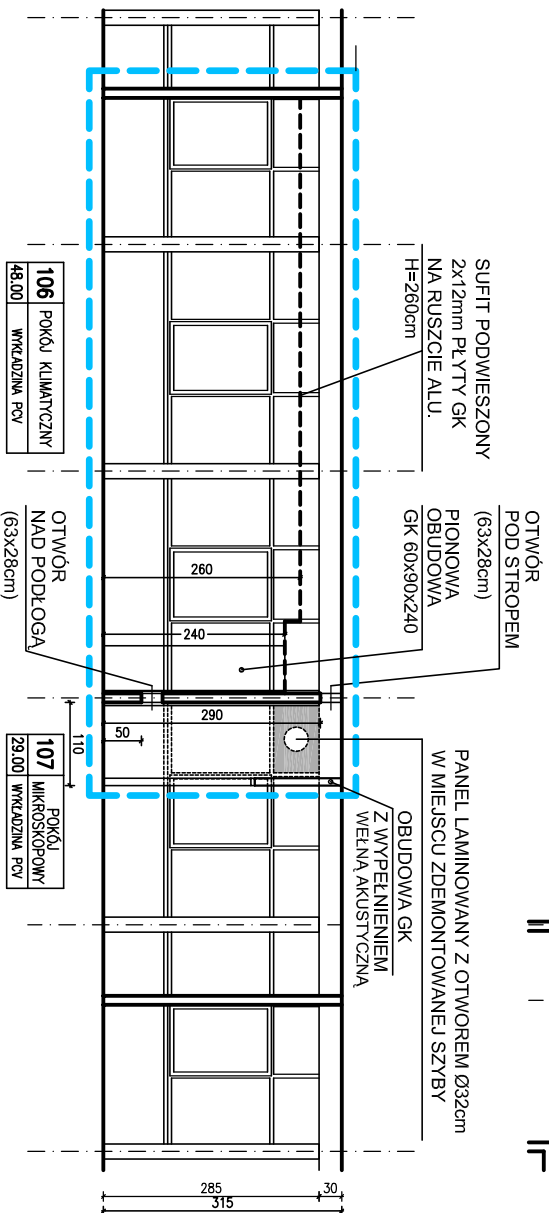 SUFIT PODWIESZONY
2x12mm PŁYTY GK
NA RUSZCIE ALU.
H=260cm
OTWÓR
POD STROPEM
(63x28cm)
PIONOWA
OBUDOWA
GK 60x90x240
PANEL LAMINOWANY Z OTWOREM Ø32cm
W MIEJSCU ZDEMONTOWANEJ SZYBY
OBUDOWA GK
Z WYPEŁNIENIEM
WEŁNĄ AKUSTYCZNĄ
260
240
290
50
110
285
30
315
106 POKÓJ KLIMATYCZNY
48.00 WYKŁADZINA PCV
OTWÓR
NAD PODŁOGĄ
(63x28cm)
107 POKÓJ
MIKROSKOPOWY
29.00 WYKŁADZINA PCV